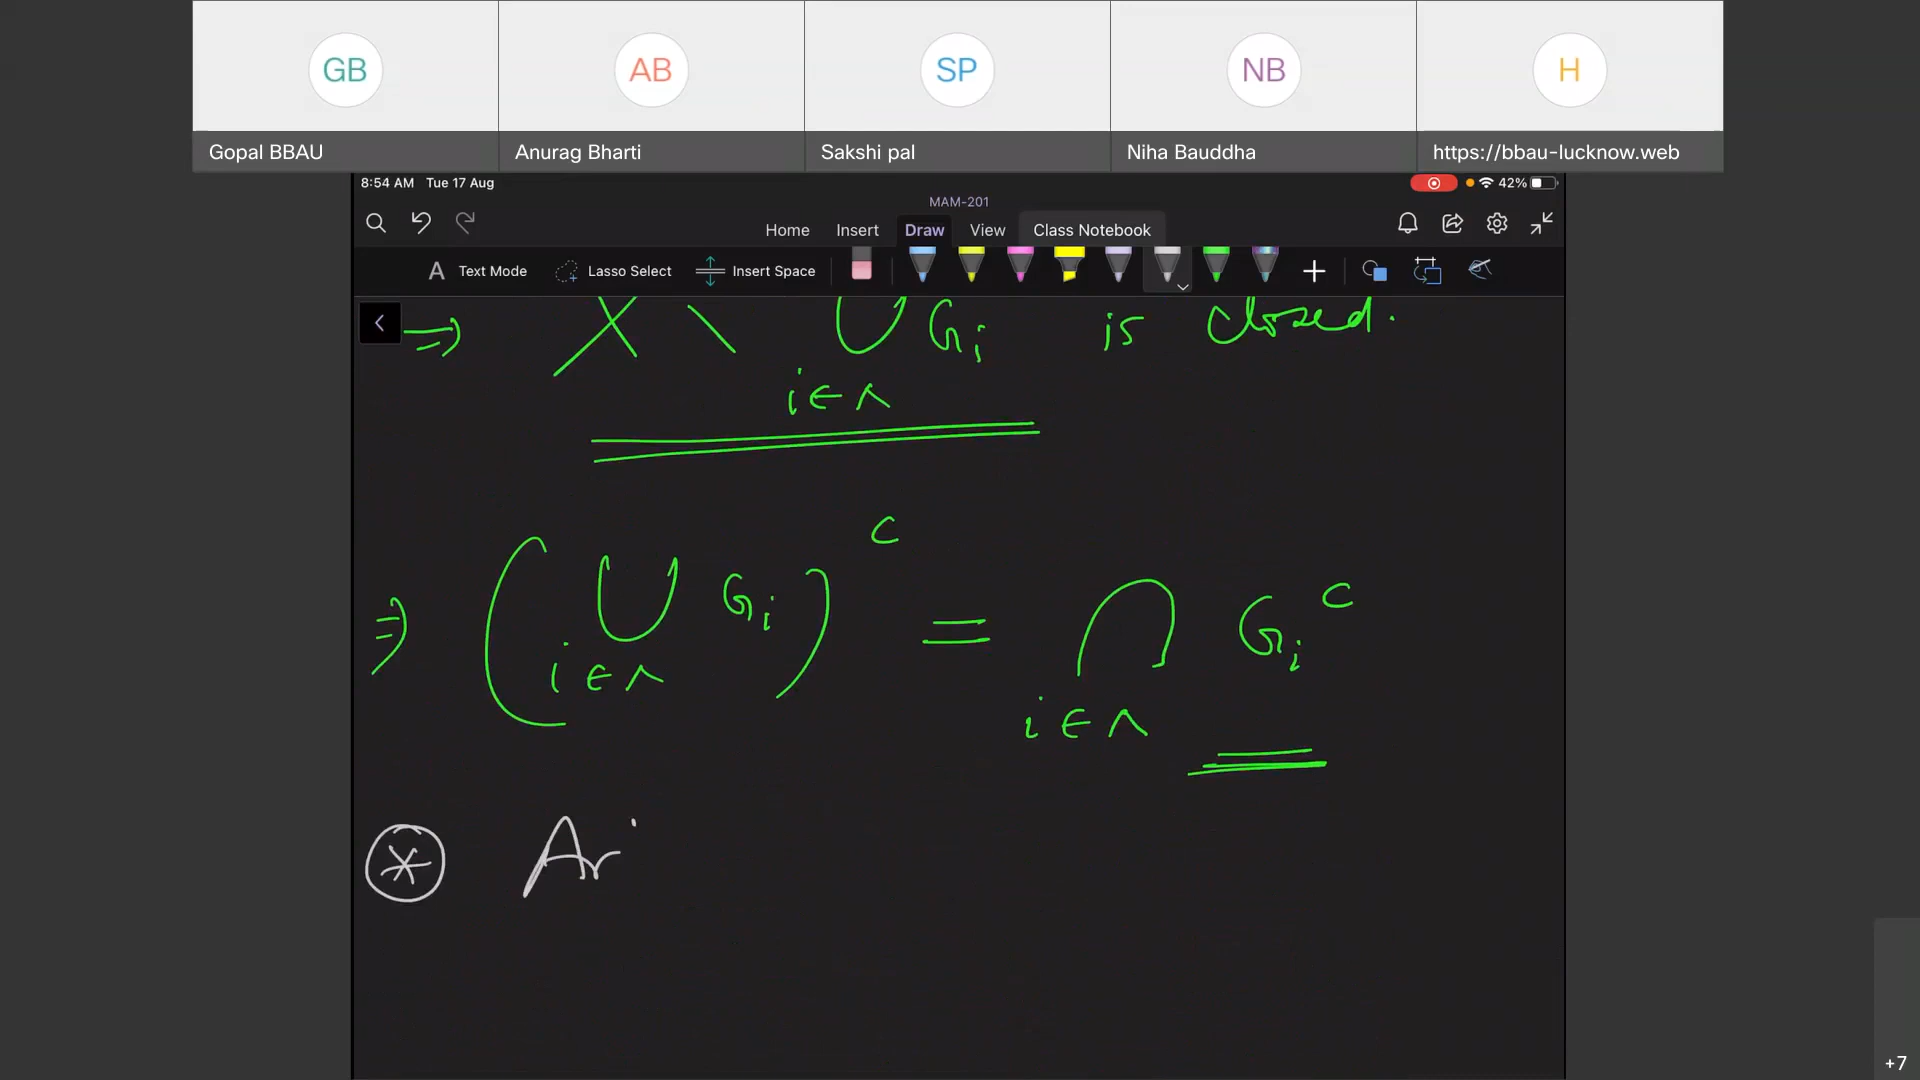 GB AB SP NB H
Gopal BBAU Anurag Bharti Sakshi pal Niha Bauddha https://bbau-lucknow.web
8:54 AM Tue 17 Aug 42%
MAM-201
Home Insert Draw View Class Notebook
Text Mode Lasso Select Insert Space
⇒ X \ ⋃ Gi is closed.
i ∈ Λ
⇒ ( ⋃ Gi )^c = ⋂ Gi^c
i ∈ Λ i ∈ Λ
⊛ Ari
+7